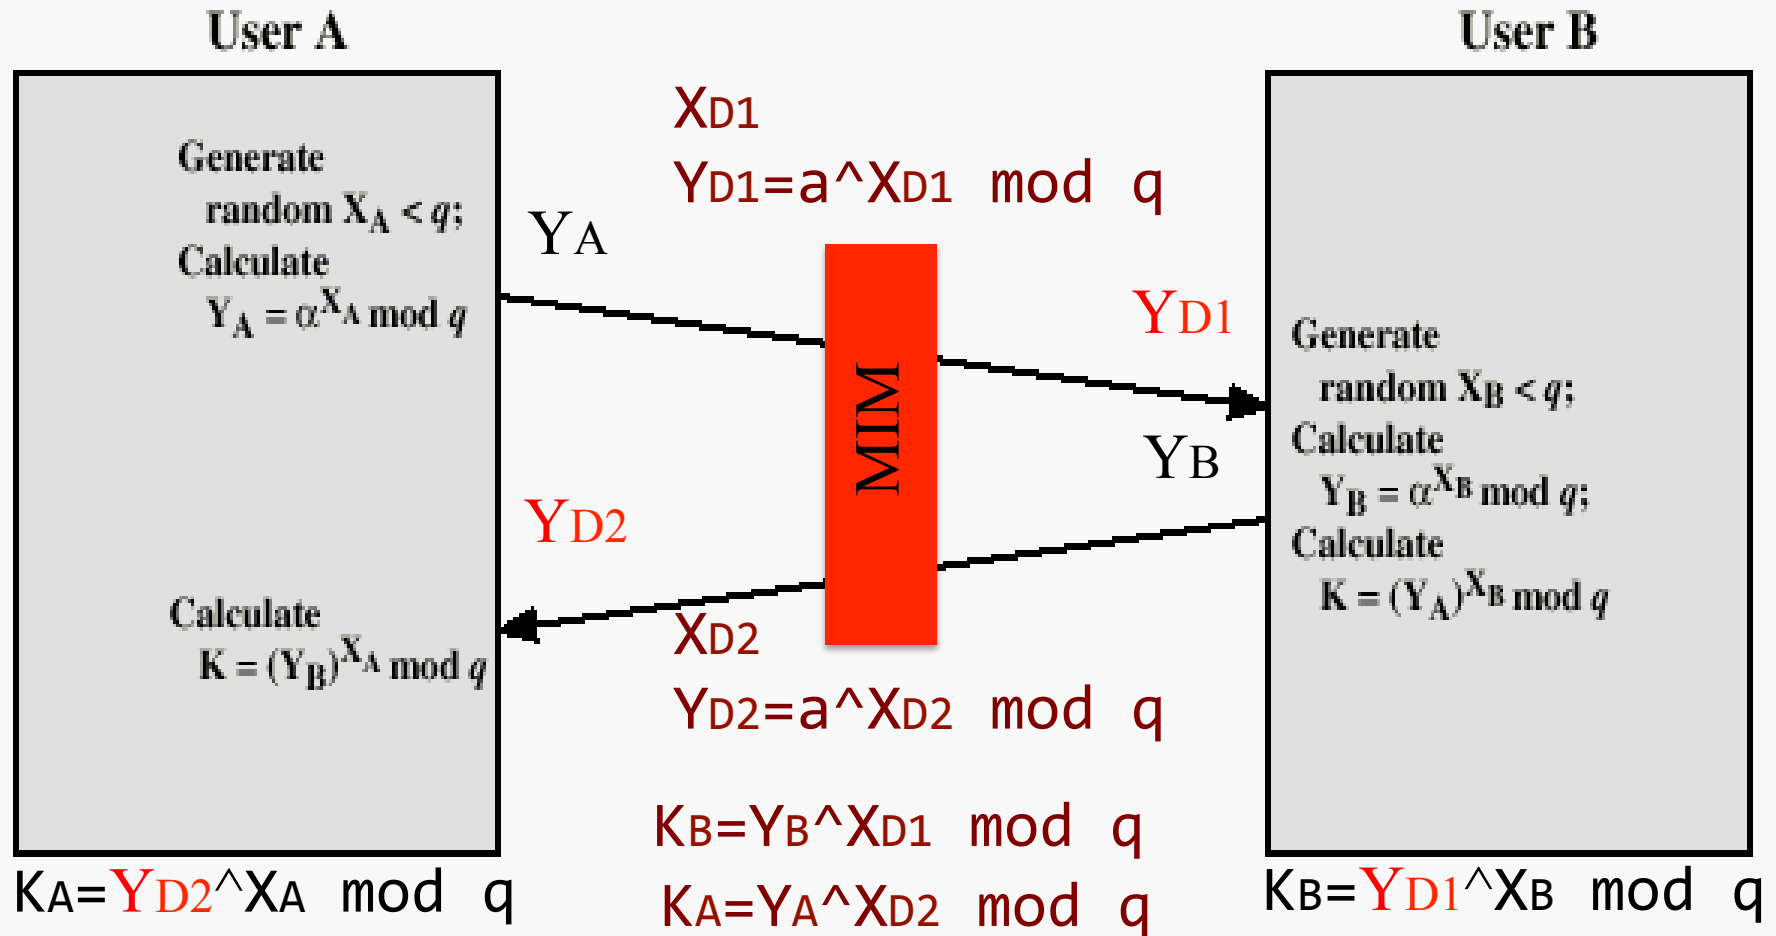 User A
User B
Generate
random XA < q;
Calculate
YA = αXA mod q
Calculate
K = (YB)XA mod q
KA=YD2^XA mod q
YA
YD2
XD1
YD1=a^XD1 mod q
MIM
XD2
YD2=a^XD2 mod q
KB=YB^XD1 mod q
KA=YA^XD2 mod q
YD1
YB
Generate
random XB < q;
Calculate
YB = αXB mod q;
Calculate
K = (YA)XB mod q
KB=YD1^XB mod q